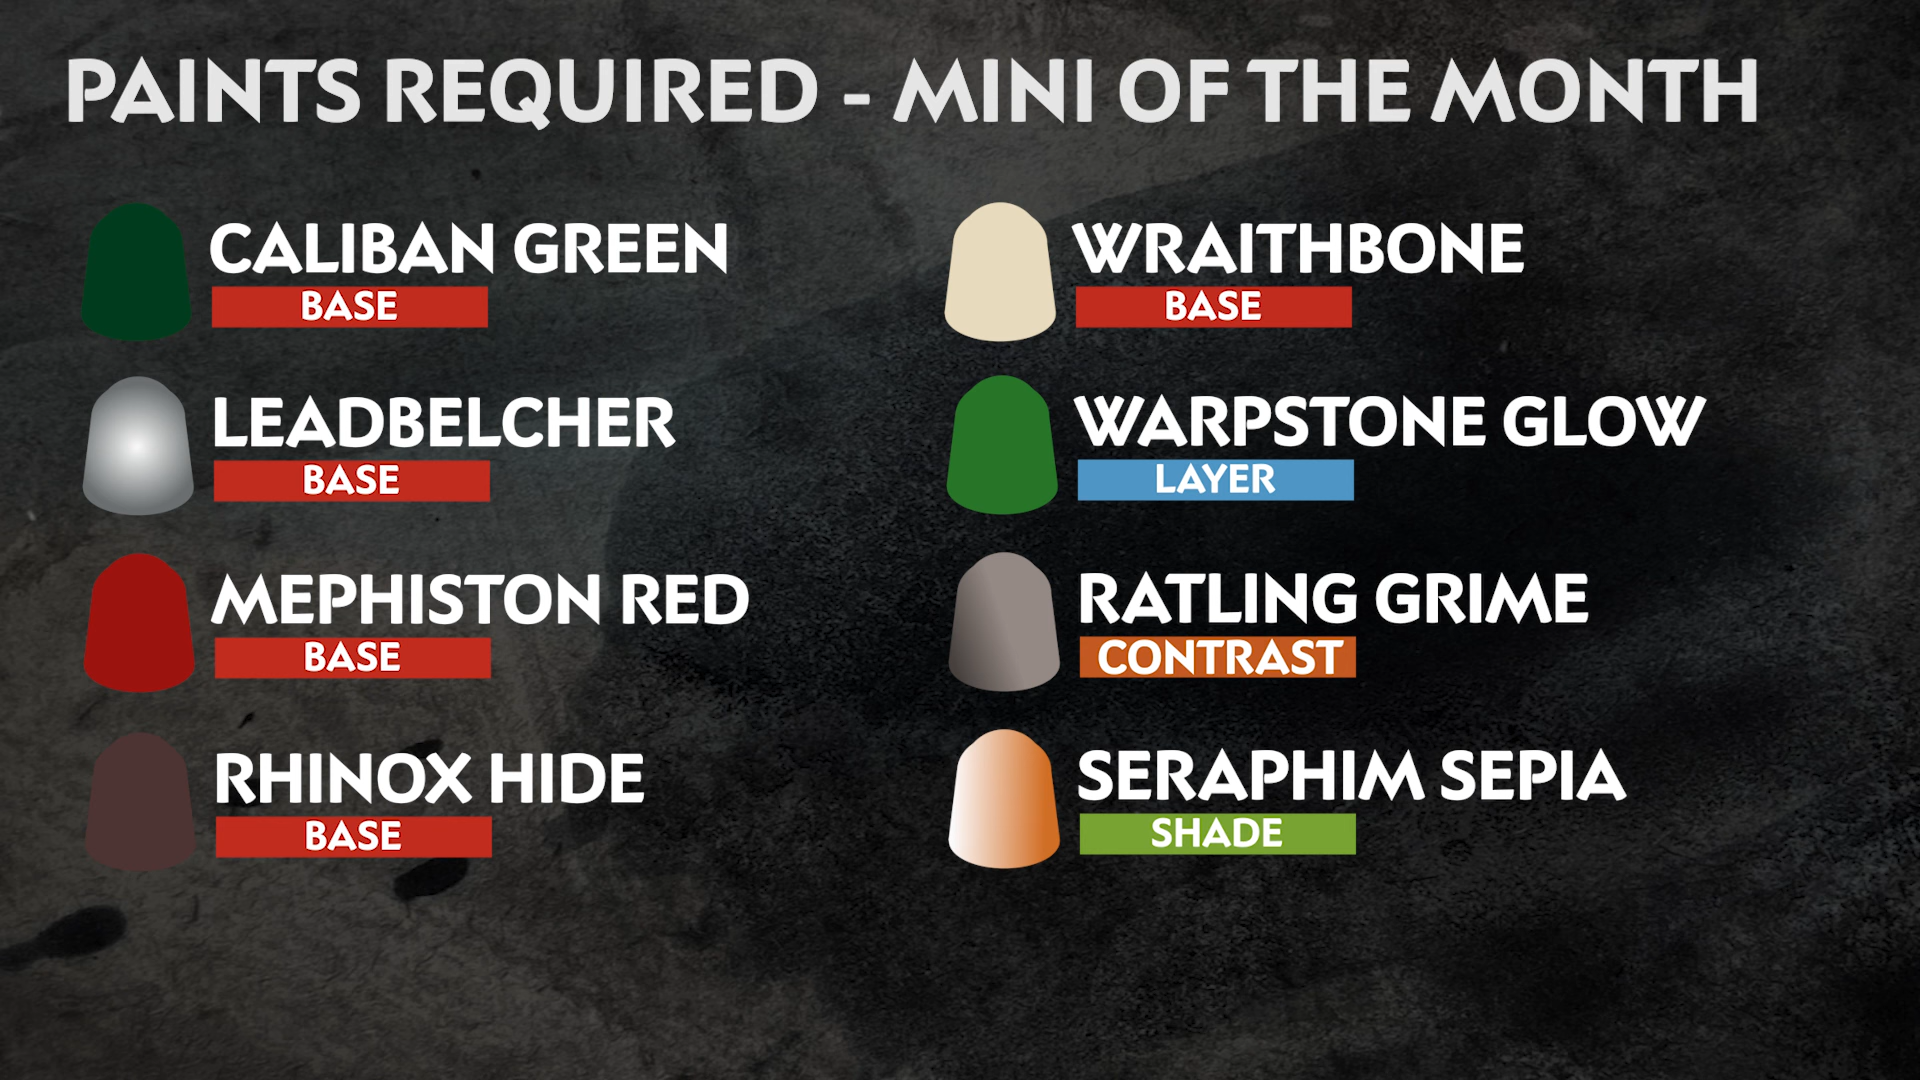 PAINTS REQUIRED - MINI OF THE MONTH
CALIBAN GREEN
BASE
LEADBELCHER
BASE
MEPHISTON RED
BASE
RHINOX HIDE
BASE
WRAITHBONE
BASE
WARPSTONE GLOW
LAYER
RATLING GRIME
CONTRAST
SERAPHIM SEPIA
SHADE